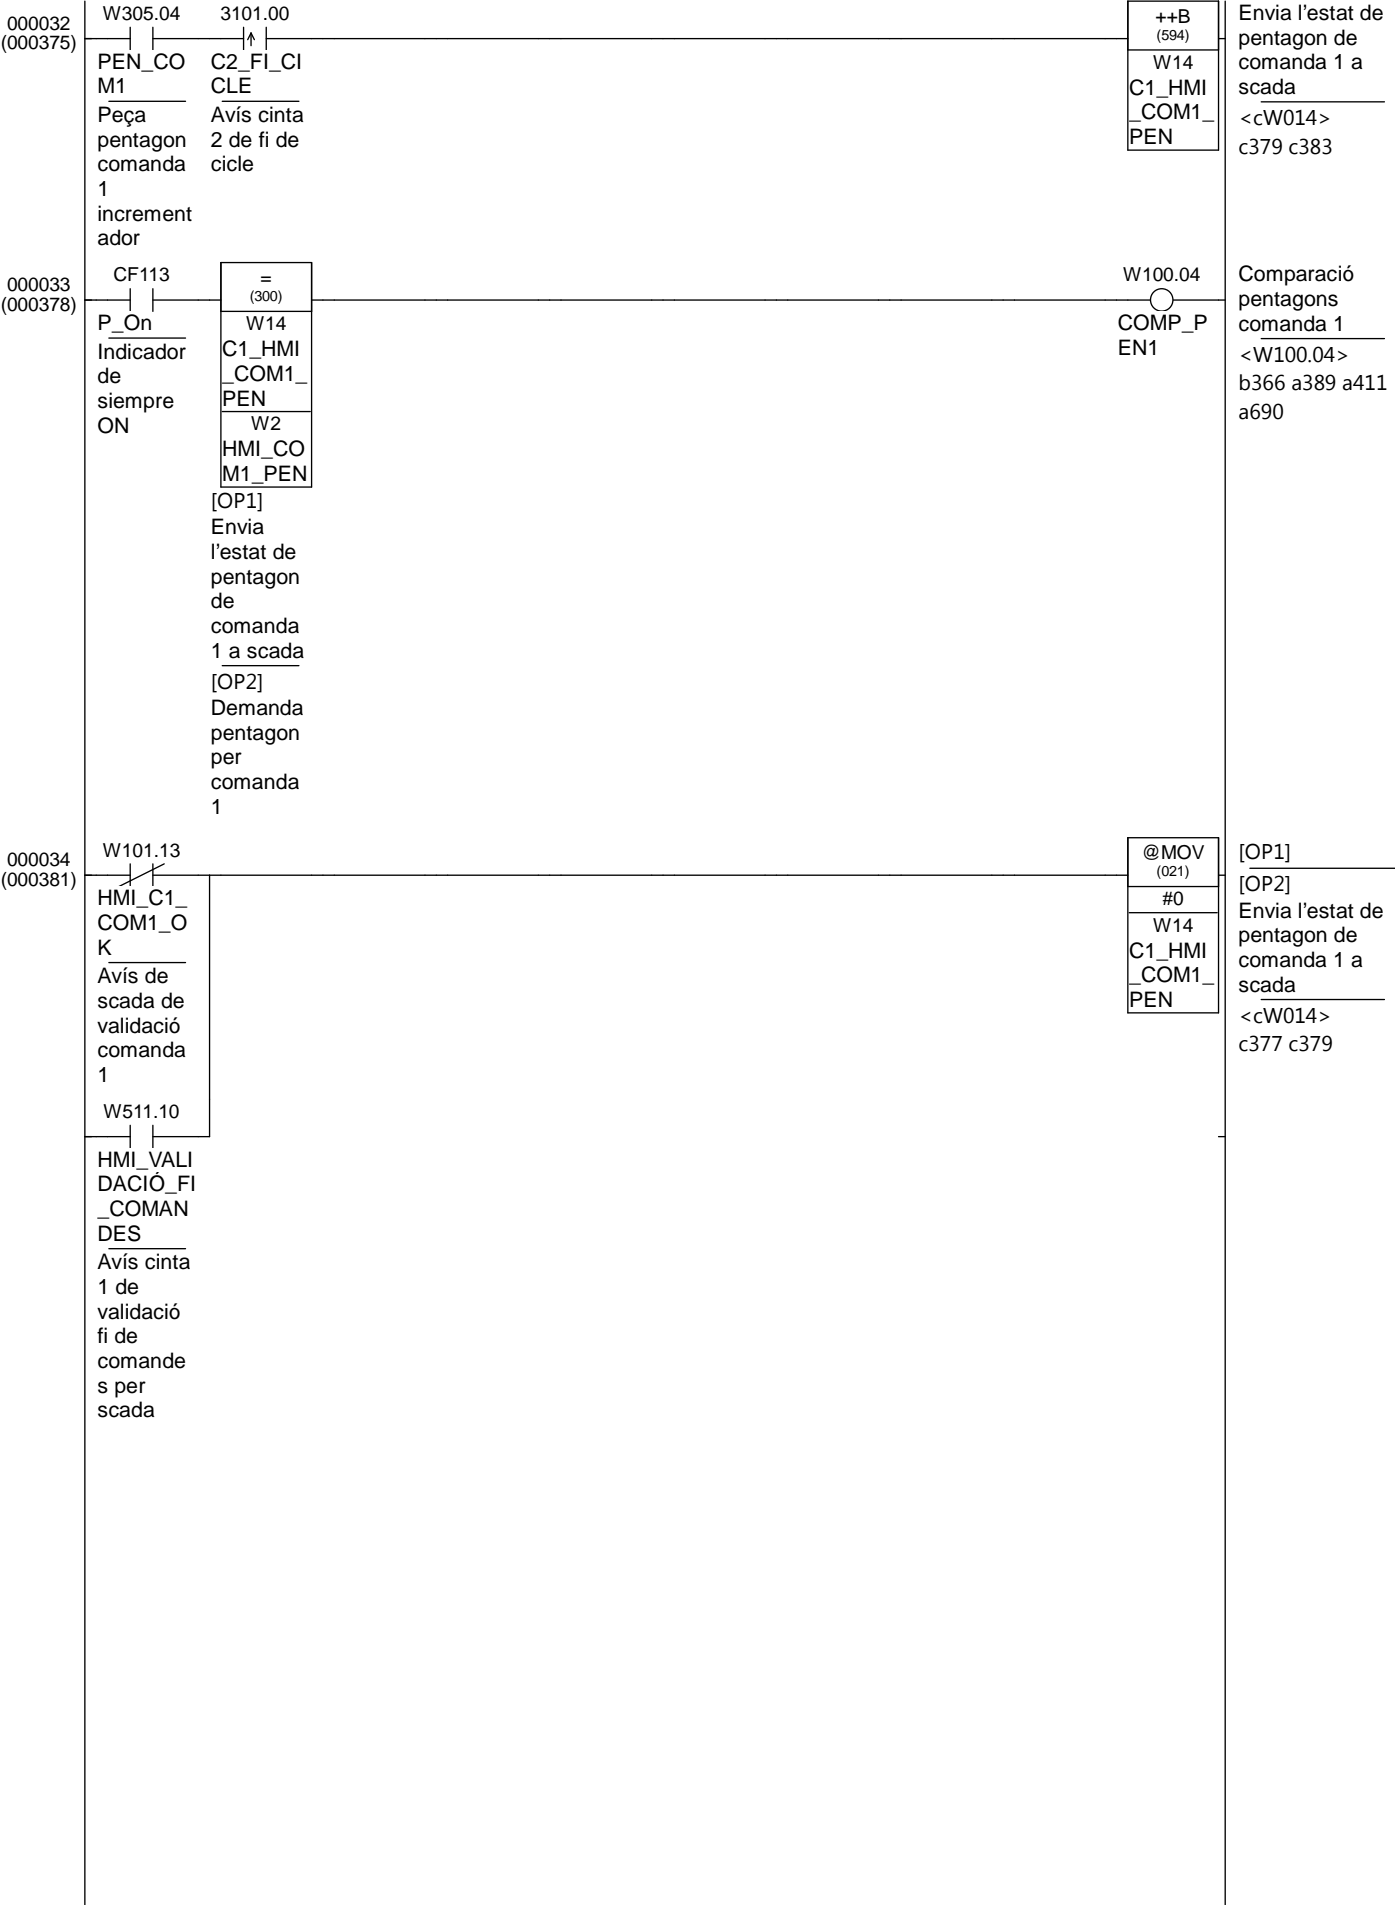 000032
(000375)
W305.04
PEN_CO
M1
Peça
pentagon
comanda
1
increment
ador
3101.00
C2_FI_CI
CLE
Avís cinta
2 de fi de
cicle
++B
(594)
W14
C1_HMI
_COM1_
PEN
Envia l'estat de
pentagon de
comanda 1 a
scada
<cW014>
c379 c383
000033
(000378)
CF113
P_On
Indicador
de
siempre
ON
=
(300)
W14
C1_HMI
_COM1_
PEN
W2
HMI_CO
M1_PEN
[OP1]
Envia
l'estat de
pentagon
de
comanda
1 a scada
[OP2]
Demanda
pentagon
per
comanda
1
W100.04
COMP_P
EN1
Comparació
pentagons
comanda 1
<W100.04>
b366 a389 a411
a690
000034
(000381)
W101.13
HMI_C1_
COM1_O
K
Avís de
scada de
validació
comanda
1
W511.10
HMI_VALI
DACIÓ_FI
_COMAN
DES
Avís cinta
1 de
validació
fi de
comande
s per
scada
@MOV
(021)
#0
W14
C1_HMI
_COM1_
PEN
[OP1]
[OP2]
Envia l'estat de
pentagon de
comanda 1 a
scada
<cW014>
c377 c379